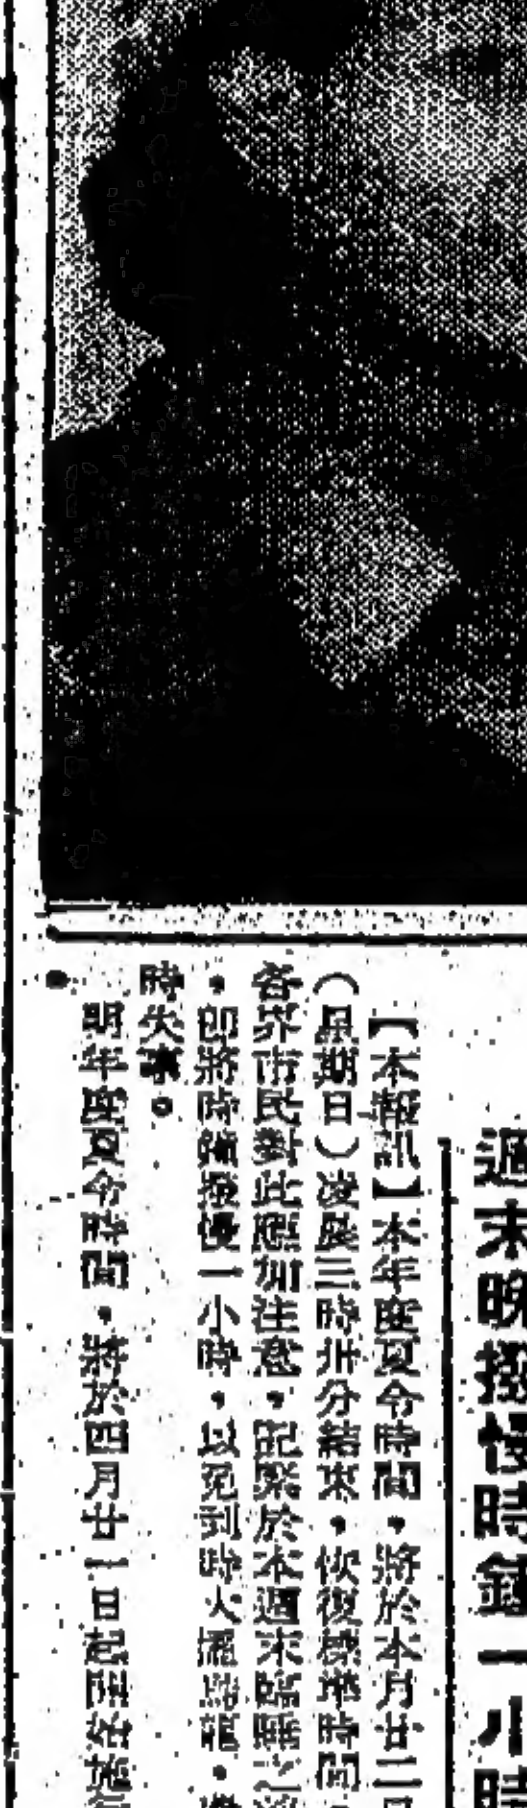 週末晚撥慢時鐘一小時
【本報訊】本年度夏令時間，將於本月廿二日
（星期日）凌晨三時卅分結束，恢復標準時間，
各界市民對此應加注意，記緊於本週末臨睡之
，即將時鐘撥慢一小時，以免到時大擺烏龍，
時失事。
明年度夏令時間，將於四月廿一日起開始施